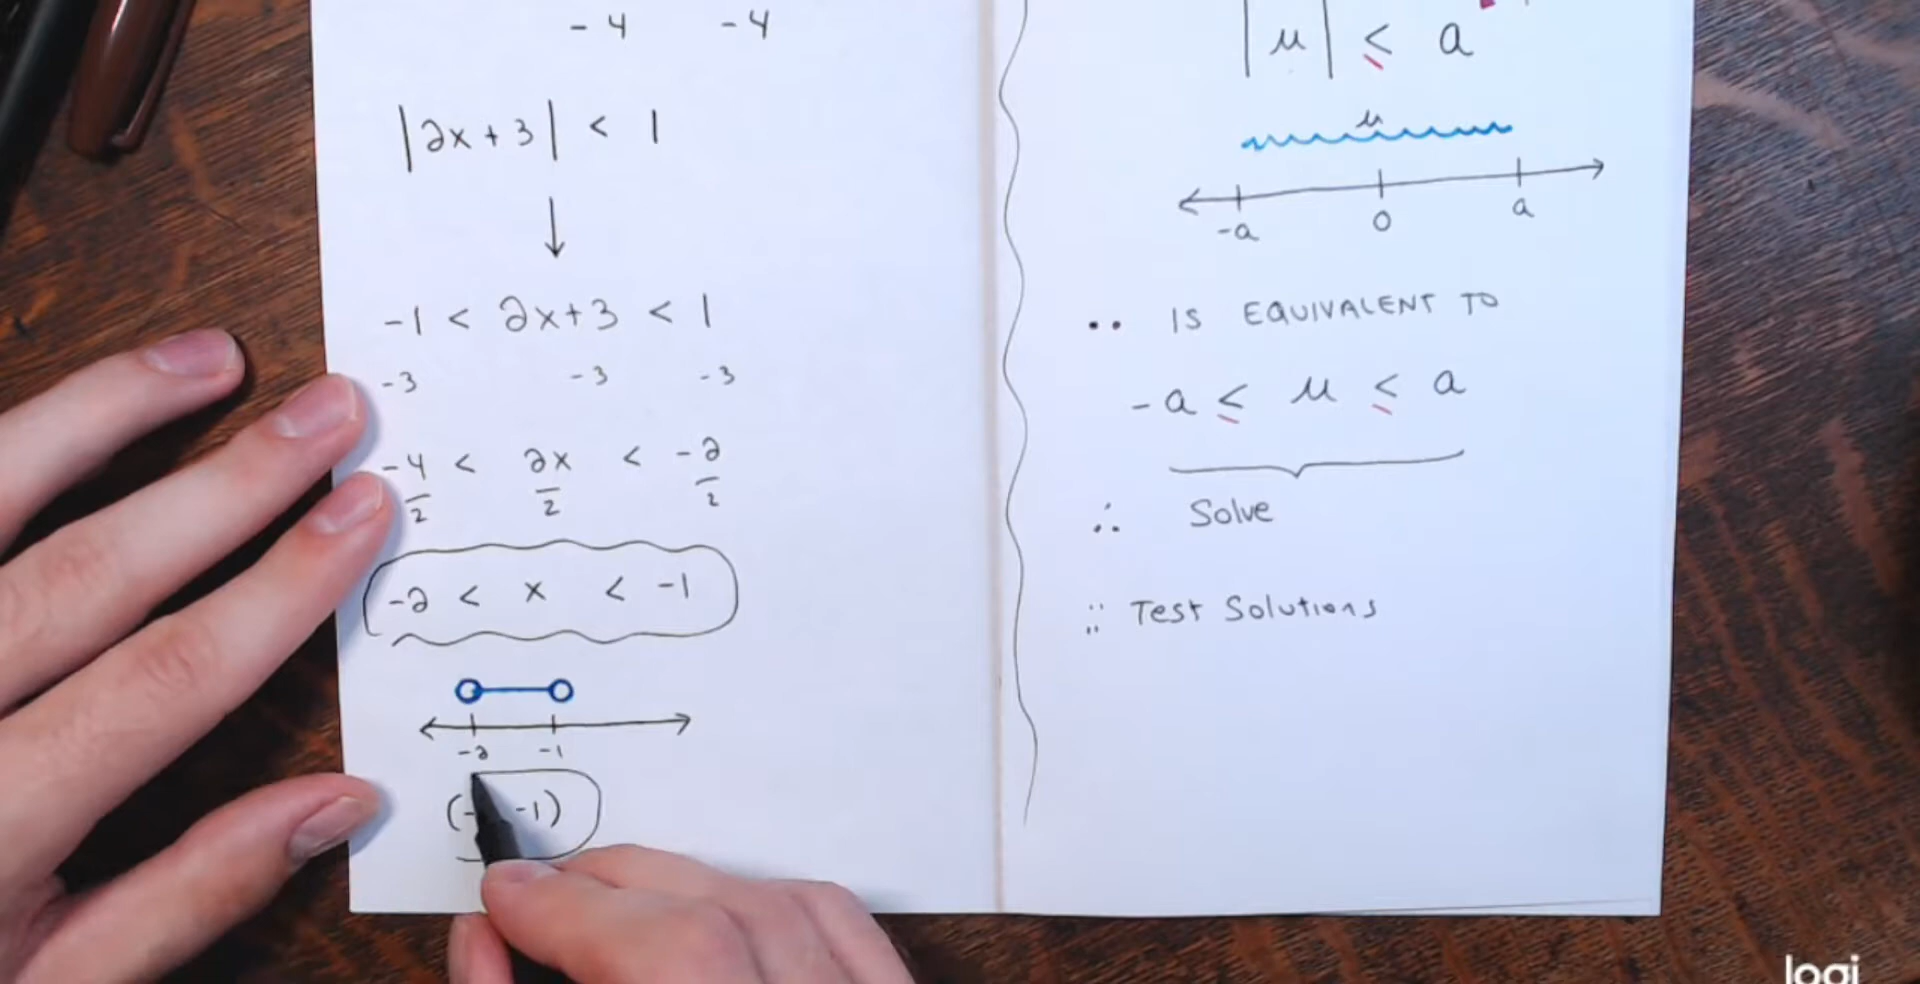 -4 -4
|2x+3| < 1
-1 < 2x+3 < 1
-3 -3 -3
-4/2 < 2x/2 < -2/2
-2 < x < -1
-2 -1
(- -1)
|u| ≤ a
u
-a 0 a
IS EQUIVALENT TO
-a ≤ u ≤ a
∴ Solve
:: Test Solutions
logi